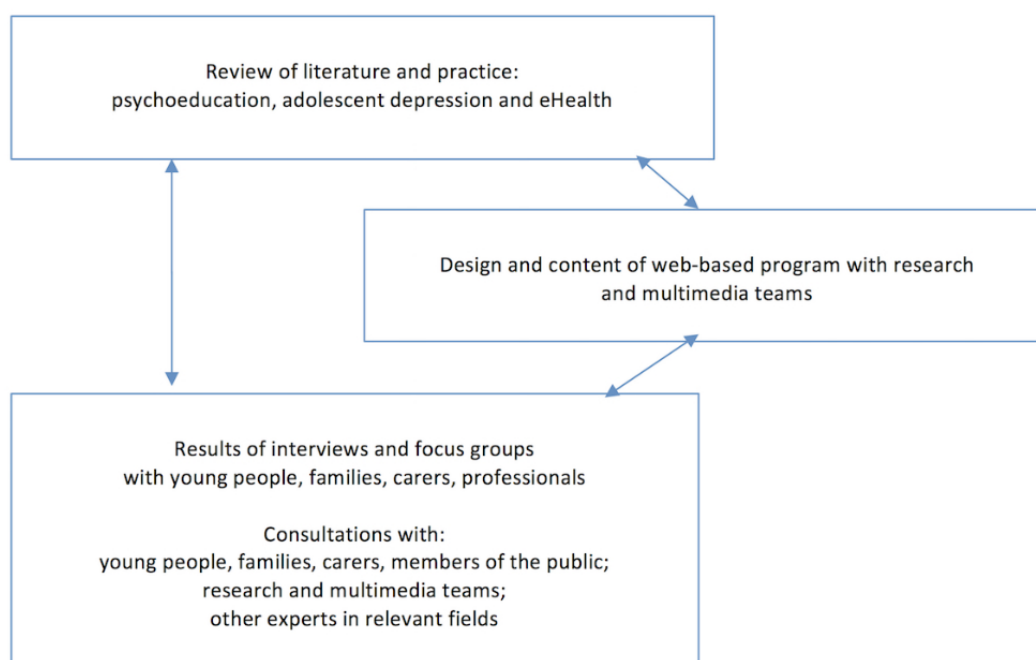 Review of literature and practice:
psychoeducation, adolescent depression and eHealth
Design and content of web-based program with research
and multimedia teams
Results of interviews and focus groups
with young people, families, carers, professionals
Consultations with:
young people, families, carers, members of the public;
research and multimedia teams;
other experts in relevant fields